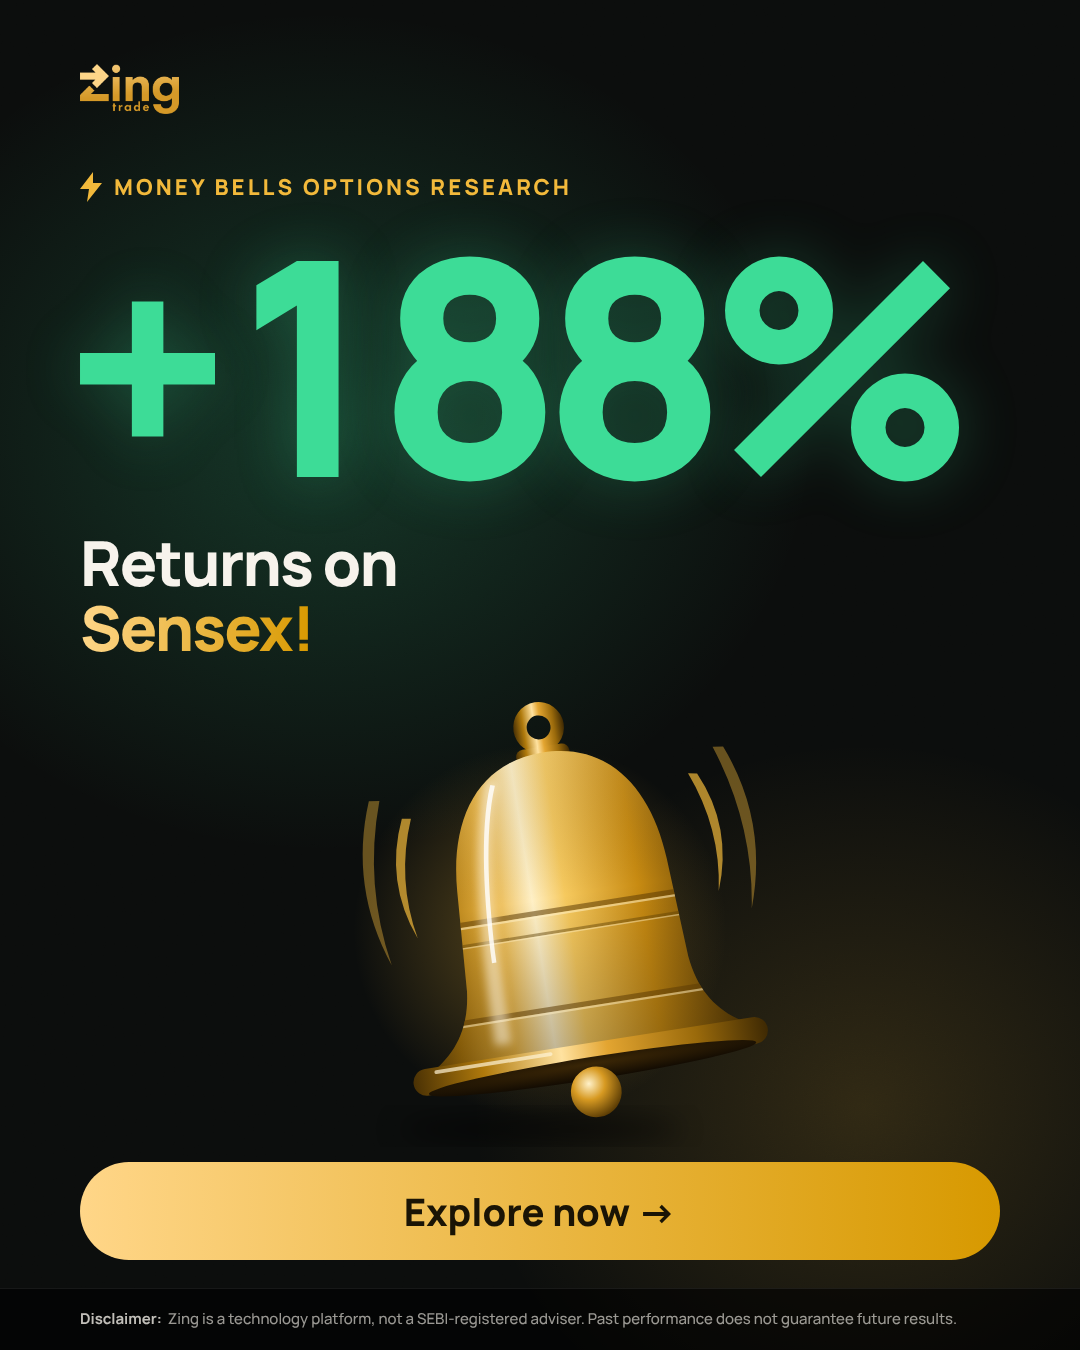 Zing
trade
MONEY BELLS OPTIONS RESEARCH
+188%
Returns on
Sensex!
Explore now →
Disclaimer: Zing is a technology platform, not a SEBI-registered adviser. Past performance does not guarantee future results.